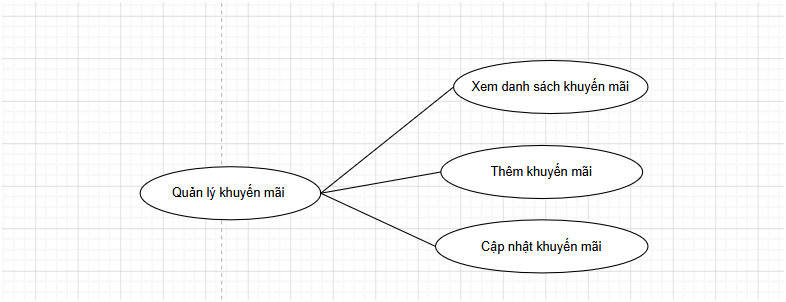 Xem danh sách khuyến mãi
Thêm khuyến mãi
Quản lý khuyến mãi
Cập nhật khuyến mãi